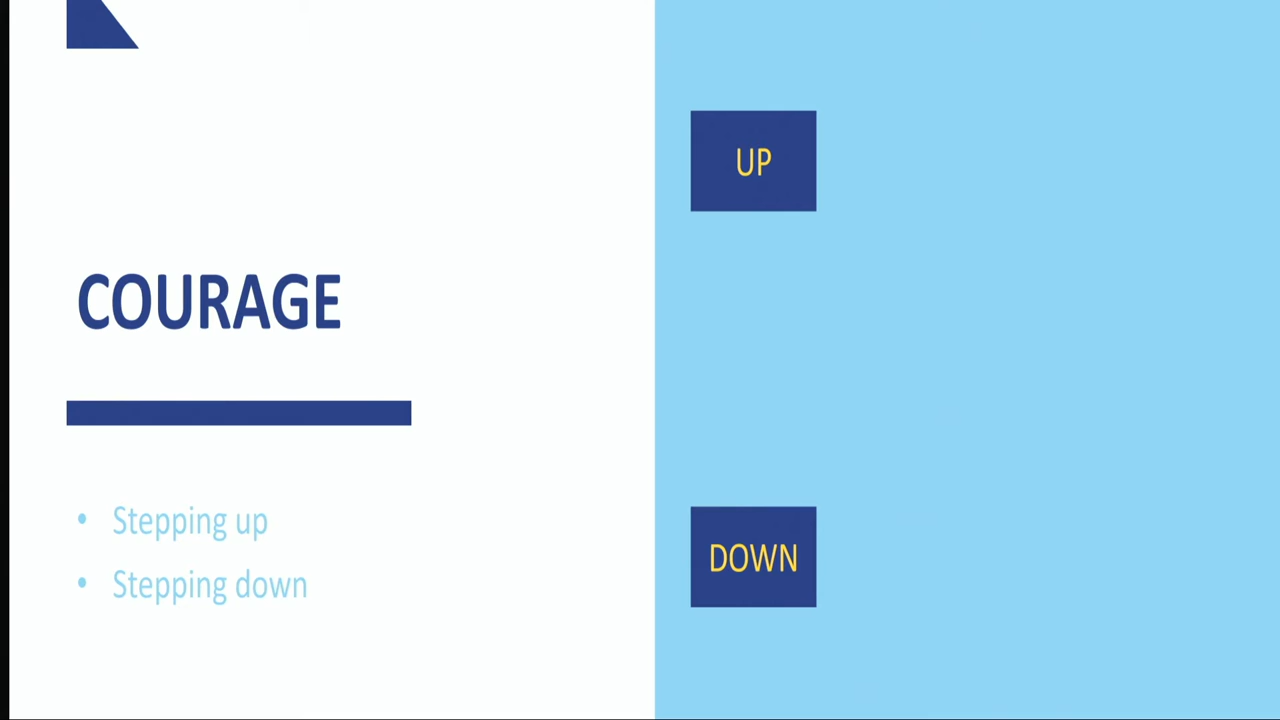 COURAGE
• Stepping up
• Stepping down
UP
DOWN